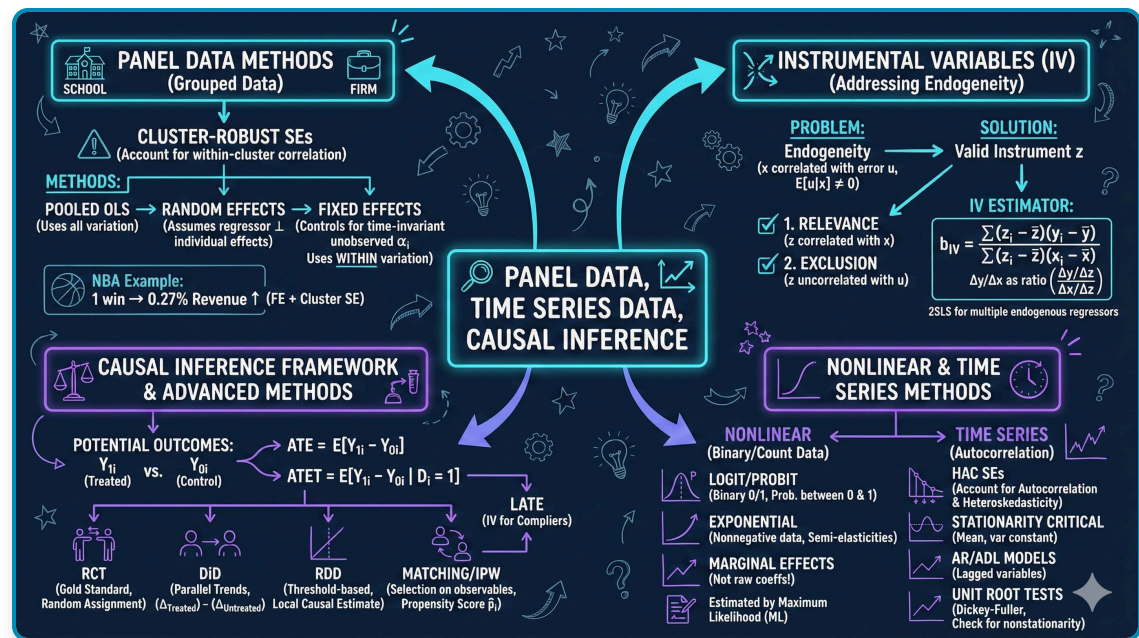 PANEL DATA METHODS
(Grouped Data)
SCHOOL
FIRM
CLUSTER-ROBUST SEs
(Account for within-cluster correlation)
METHODS:
POOLED OLS → RANDOM EFFECTS → FIXED EFFECTS
(Uses all variation)
(Assumes regressor ⊥
individual effects)
(Controls for time-invariant
unobserved αᵢ
Uses WITHIN variation)
NBA Example:
1 win → 0.27% Revenue ↑ (FE + Cluster SE)
INSTRUMENTAL VARIABLES (IV)
(Addressing Endogeneity)
PROBLEM:
Endogeneity
(x correlated with error u,
E[u|x] ≠ 0)
SOLUTION:
Valid Instrument z
1. RELEVANCE
(z correlated with x)
2. EXCLUSION
(z uncorrelated with u)
IV ESTIMATOR:
b_IV = ∑(zᵢ − z̄)(yᵢ − ȳ) / ∑(zᵢ − z̄)(xᵢ − x̄)
Δy/Δx as ratio (Δy/Δz / Δx/Δz)
2SLS for multiple endogenous regressors
PANEL DATA,
TIME SERIES DATA,
CAUSAL INFERENCE
CAUSAL INFERENCE FRAMEWORK
& ADVANCED METHODS
POTENTIAL OUTCOMES:
Y₁ᵢ vs. Y₀ᵢ
(Treated) (Control)
ATE = E[Y₁ᵢ − Y₀ᵢ]
ATET = E[Y₁ᵢ − Y₀ᵢ | Dᵢ = 1]
LATE
(IV for Compliers)
RCT
(Gold Standard,
Random Assignment)
DiD
(Parallel Trends,
(Δ_Treated) − (Δ_Untreated)
RDD
(Threshold-based,
Local Causal Estimate)
MATCHING/IPW
(Selection on observables,
Propensity Score p̂ᵢ)
NONLINEAR & TIME
SERIES METHODS
NONLINEAR
(Binary/Count Data)
LOGIT/PROBIT
(Binary 0/1, Prob. between 0 & 1)
EXPONENTIAL
(Nonnegative data, Semi-elasticities)
MARGINAL EFFECTS
(Not raw coeffs!)
Estimated by Maximum
Likelihood (ML)
TIME SERIES
(Autocorrelation)
HAC SEs
(Account for Autocorrelation
& Heteroskedasticity)
STATIONARITY CRITICAL
(Mean, var constant)
AR/ADL MODELS
(Lagged variables)
UNIT ROOT TESTS
(Dickey-Fuller,
Check for nonstationarity)